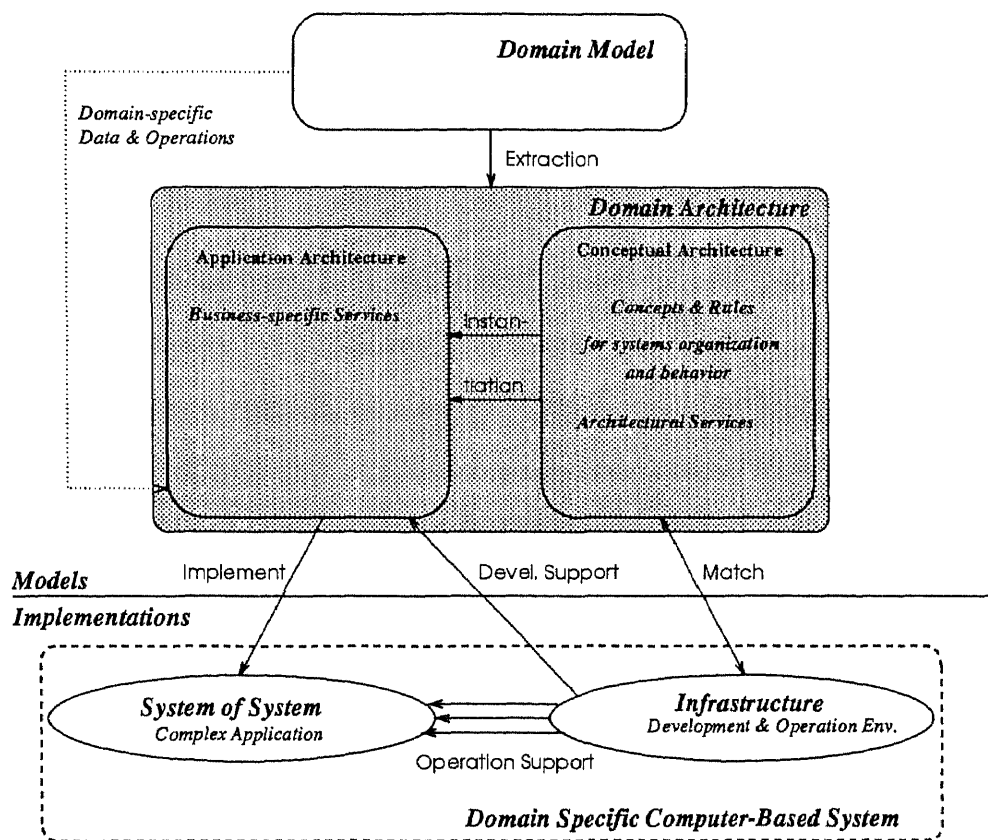 Domain Model
Domain-specific
Data & Operations
Extraction
Domain Architecture
Application Architecture
Business-specific Services
Conceptual Architecture
Concepts & Rules
for systems organization
and behavior
Architectural Services
Instan-
tiation
Implement
Devel. Support
Match
Models
Implementations
System of System
Complex Application
Infrastructure
Development & Operation Env.
Operation Support
Domain Specific Computer-Based System